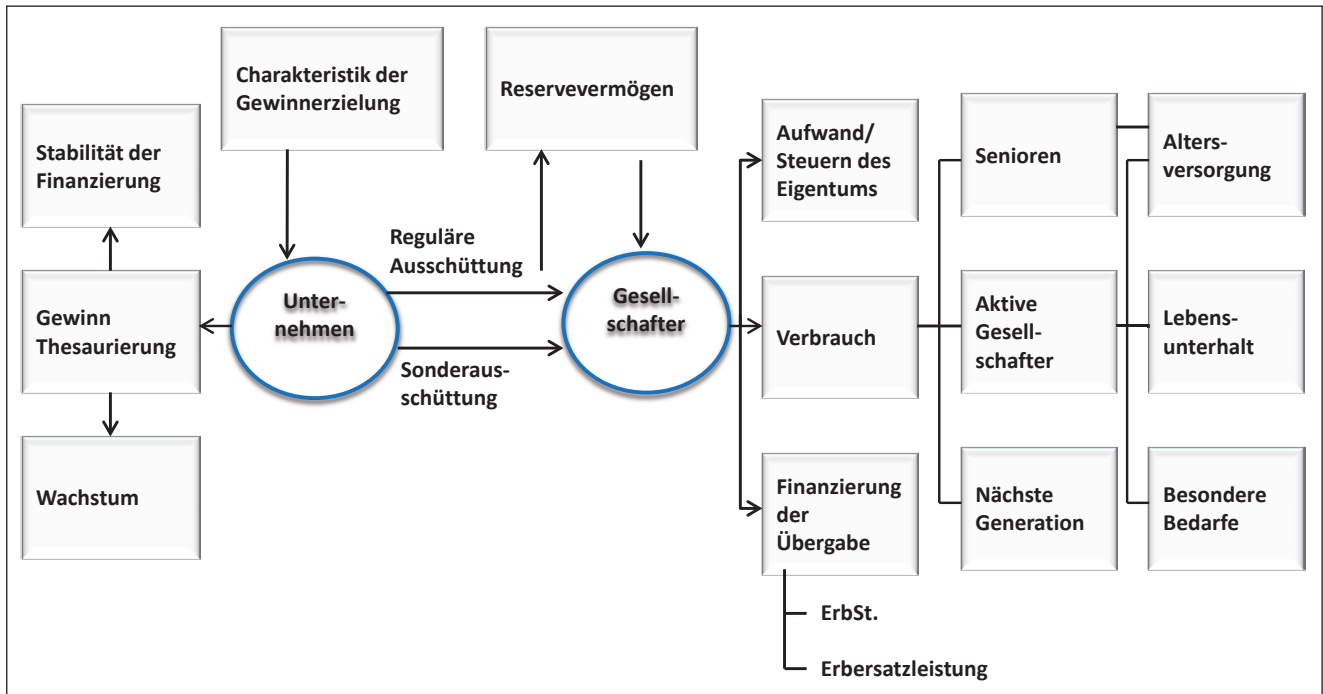 Charakteristik der
Gewinnerzielung
Reservevermögen
Stabilität der
Finanzierung
Aufwand/
Steuern des
Eigentums
Senioren
Alters-
versorgung
Reguläre
Ausschüttung
Gewinn
Thesaurierung
Unter-
nehmen
Gesell-
schafter
Verbrauch
Aktive
Gesell-
schafter
Lebens-
unterhalt
Sonderaus-
schüttung
Wachstum
Finanzierung
der
Übergabe
Nächste
Generation
Besondere
Bedarfe
ErbSt.
Erbersatzleistung